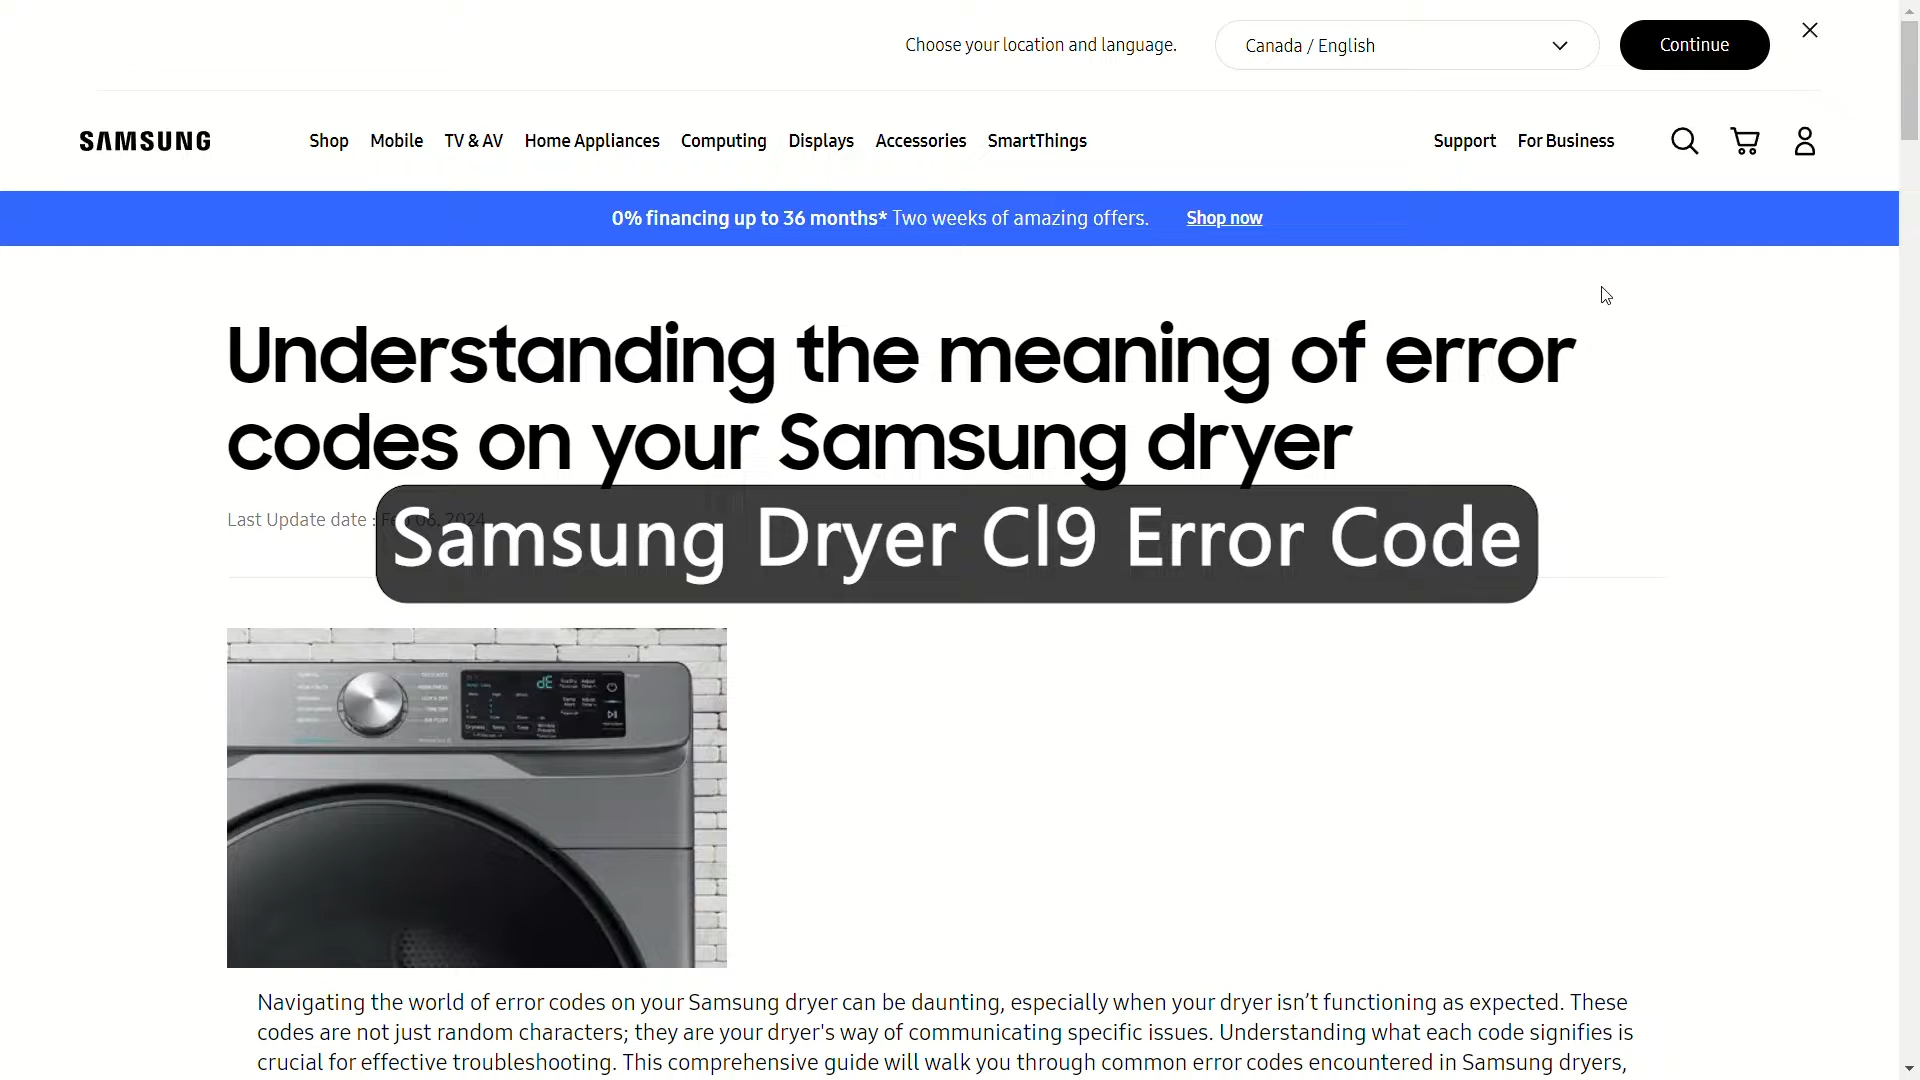 Choose your location and language.
Canada / English
Continue
SAMSUNG
Shop
Mobile
TV & AV
Home Appliances
Computing
Displays
Accessories
SmartThings
Support
For Business
0% financing up to 36 months* Two weeks of amazing offers.
Shop now
Understanding the meaning of error
codes on your Samsung dryer
Last Update date : Feb 06, 2024
Samsung Dryer Cl9 Error Code
dE
Navigating the world of error codes on your Samsung dryer can be daunting, especially when your dryer isn’t functioning as expected. These
codes are not just random characters; they are your dryer's way of communicating specific issues. Understanding what each code signifies is
crucial for effective troubleshooting. This comprehensive guide will walk you through common error codes encountered in Samsung dryers,